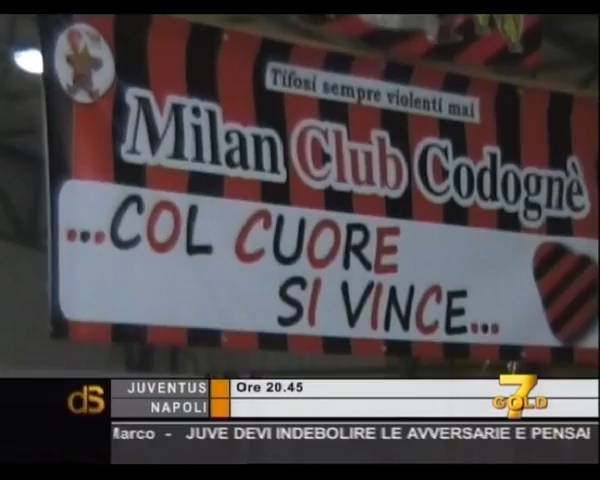 Tifosi sempre violenti mai
Milan Club Codognè
...COL CUORE
SI VINCE...
dS
JUVENTUS
NAPOLI
Ore 20.45
7
GOLD
Marco - JUVE DEVI INDEBOLIRE LE AVVERSARIE E PENSAI